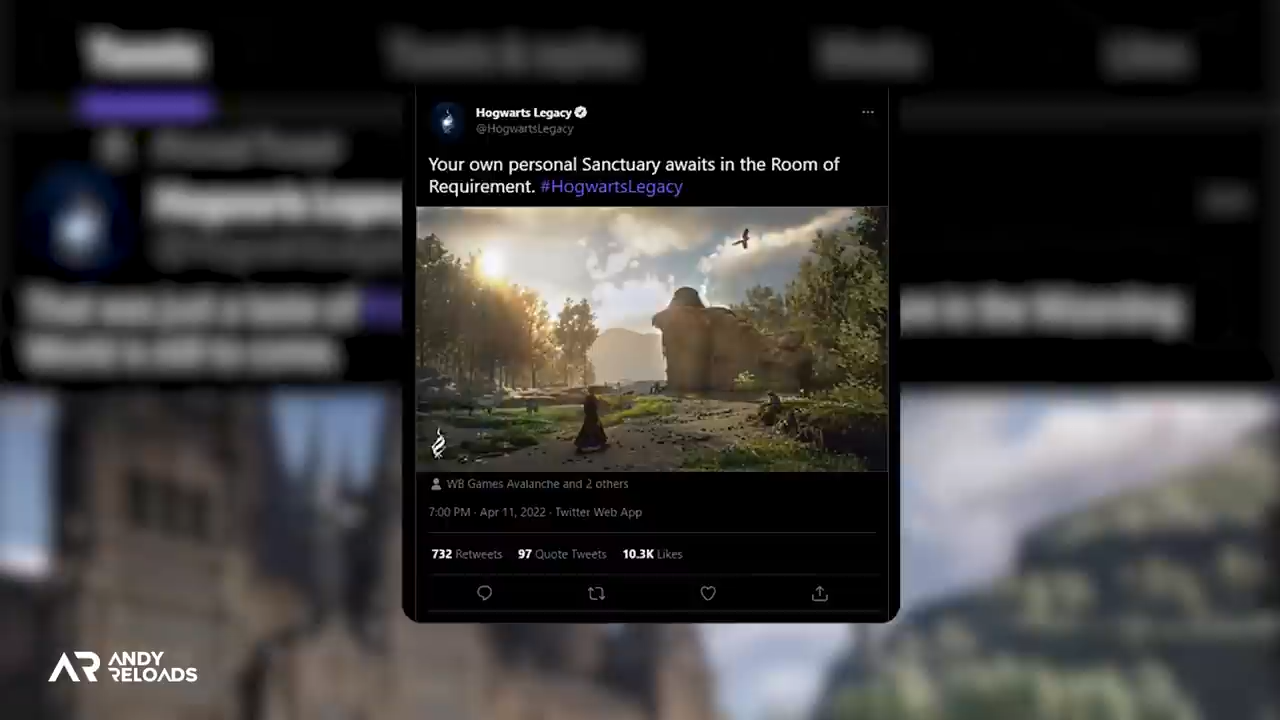 Tweets
Hogwarts Legacy
@HogwartsLegacy
Your own personal Sanctuary awaits in the Room of
Requirement. #HogwartsLegacy
WB Games Avalanche and 2 others
7:00 PM · Apr 11, 2022 · Twitter Web App
732 Retweets 97 Quote Tweets 10.3K Likes
AR ANDY
RELOADS